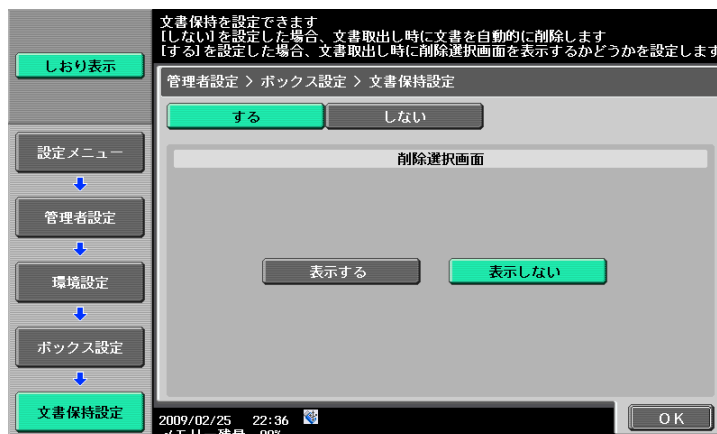 文書保持を設定できます
[しない]を設定した場合、文書取出し時に文書を自動的に削除します
[する]を設定した場合、文書取出し時に削除選択画面を表示するかどうかを設定します
しおり表示
管理者設定 > ボックス設定 > 文書保持設定
する
しない
設定メニュー
削除選択画面
管理者設定
表示する
表示しない
環境設定
ボックス設定
文書保持設定
2009/02/25 22:36
メモリー残量 99%
OK